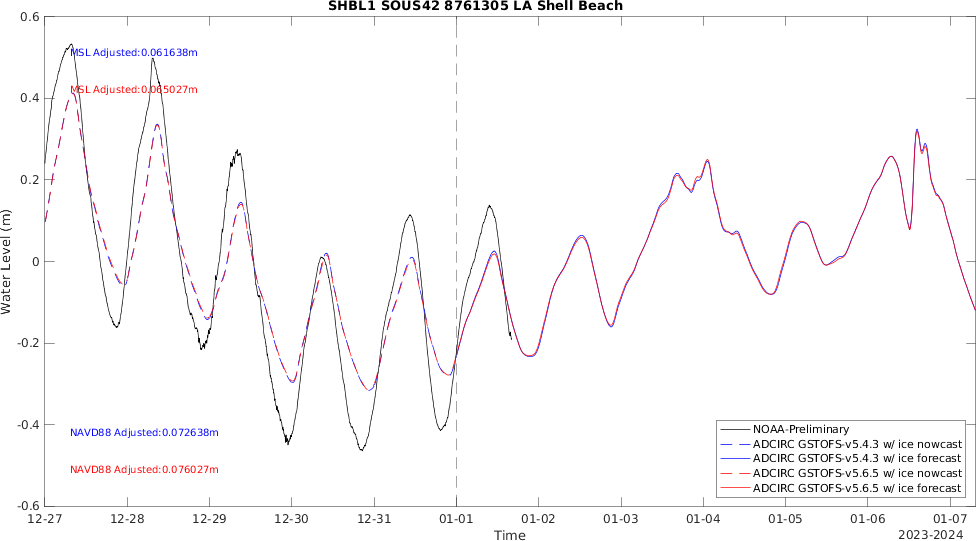 SHBL1 SOUS42 8761305 LA Shell Beach
0.6
0.4
0.2
0
-0.2
-0.4
-0.6
Water Level (m)
MSL Adjusted:0.061638m
MSL Adjusted:0.065027m
NAVD88 Adjusted:0.072638m
NAVD88 Adjusted:0.076027m
NOAA-Preliminary
ADCIRC GSTOFS-v5.4.3 w/ ice nowcast
ADCIRC GSTOFS-v5.4.3 w/ ice forecast
ADCIRC GSTOFS-v5.6.5 w/ ice nowcast
ADCIRC GSTOFS-v5.6.5 w/ ice forecast
12-27 12-28 12-29 12-30 12-31 01-01 01-02 01-03 01-04 01-05 01-06 01-07
Time
2023-2024